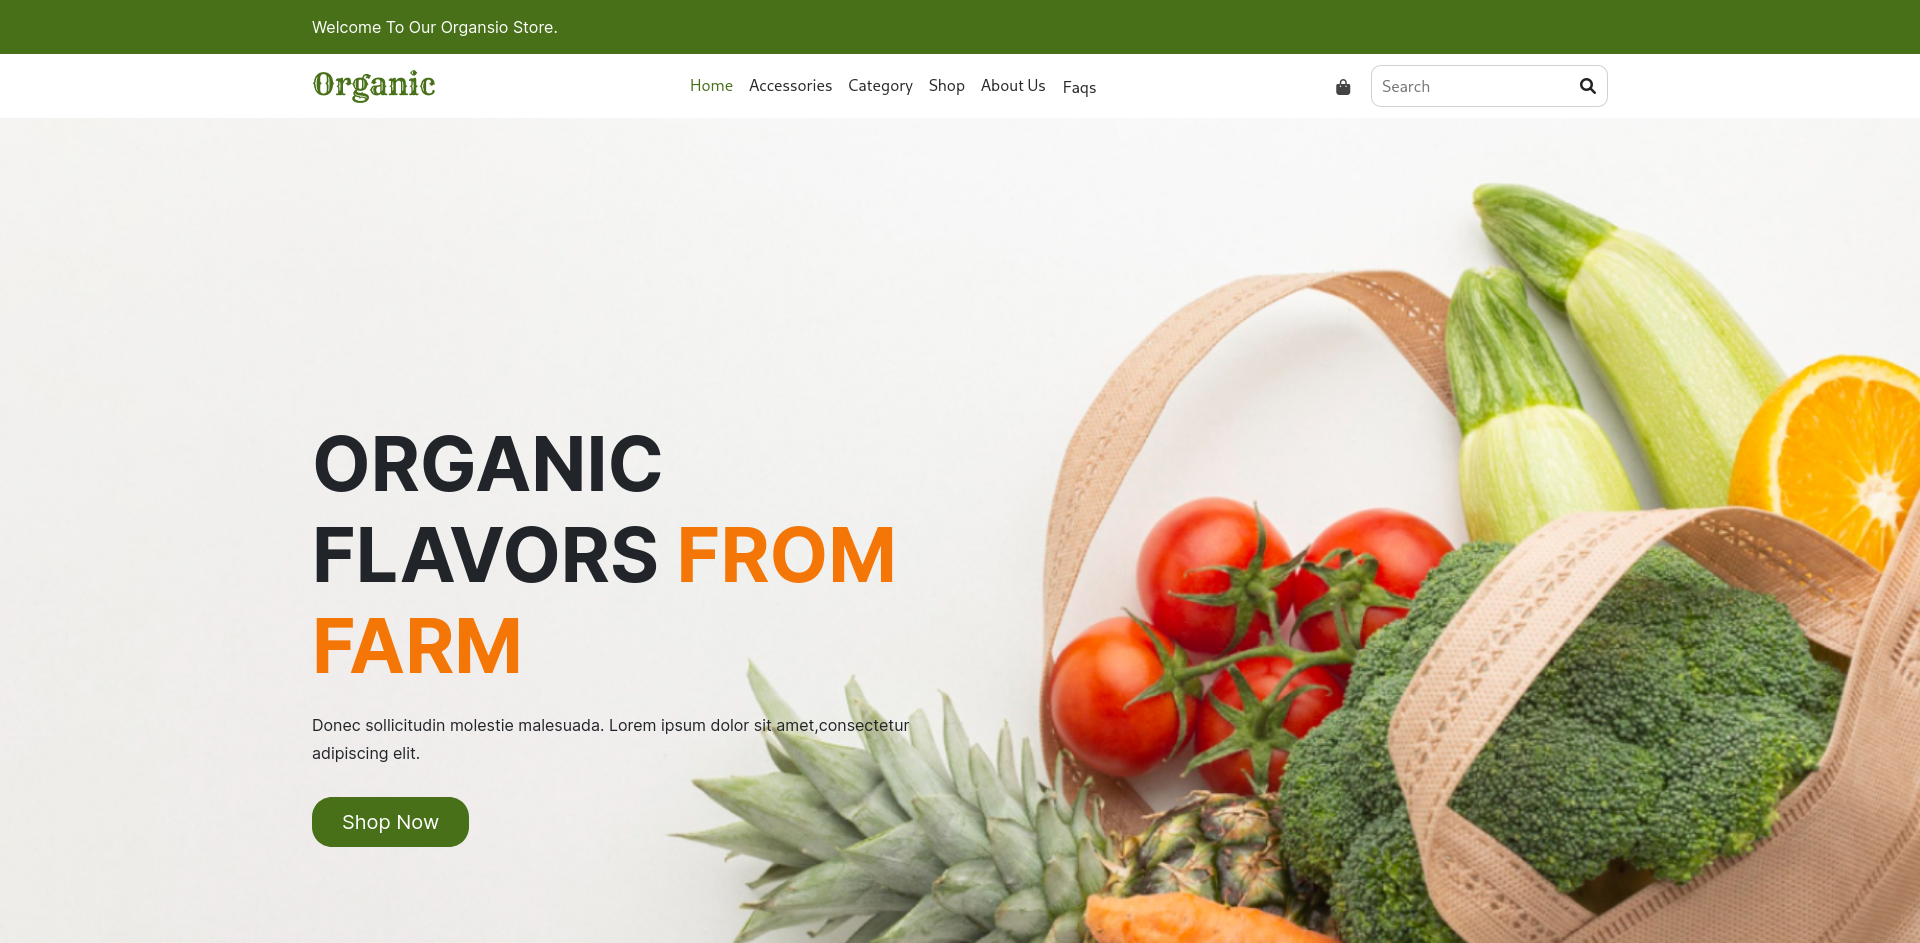 Welcome To Our Organsio Store.
Organic
Home Accessories Category Shop About Us Faqs
Search
ORGANIC
FLAVORS FROM
FARM
Donec sollicitudin molestie malesuada. Lorem ipsum dolor sit amet,consectetur
adipiscing elit.
Shop Now